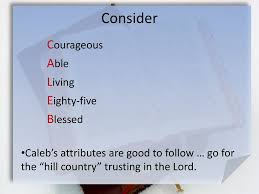 Consider
Courageous
Able
Living
Eighty-five
Blessed
•Caleb's attributes are good to follow … go for
the “hill country” trusting in the Lord.